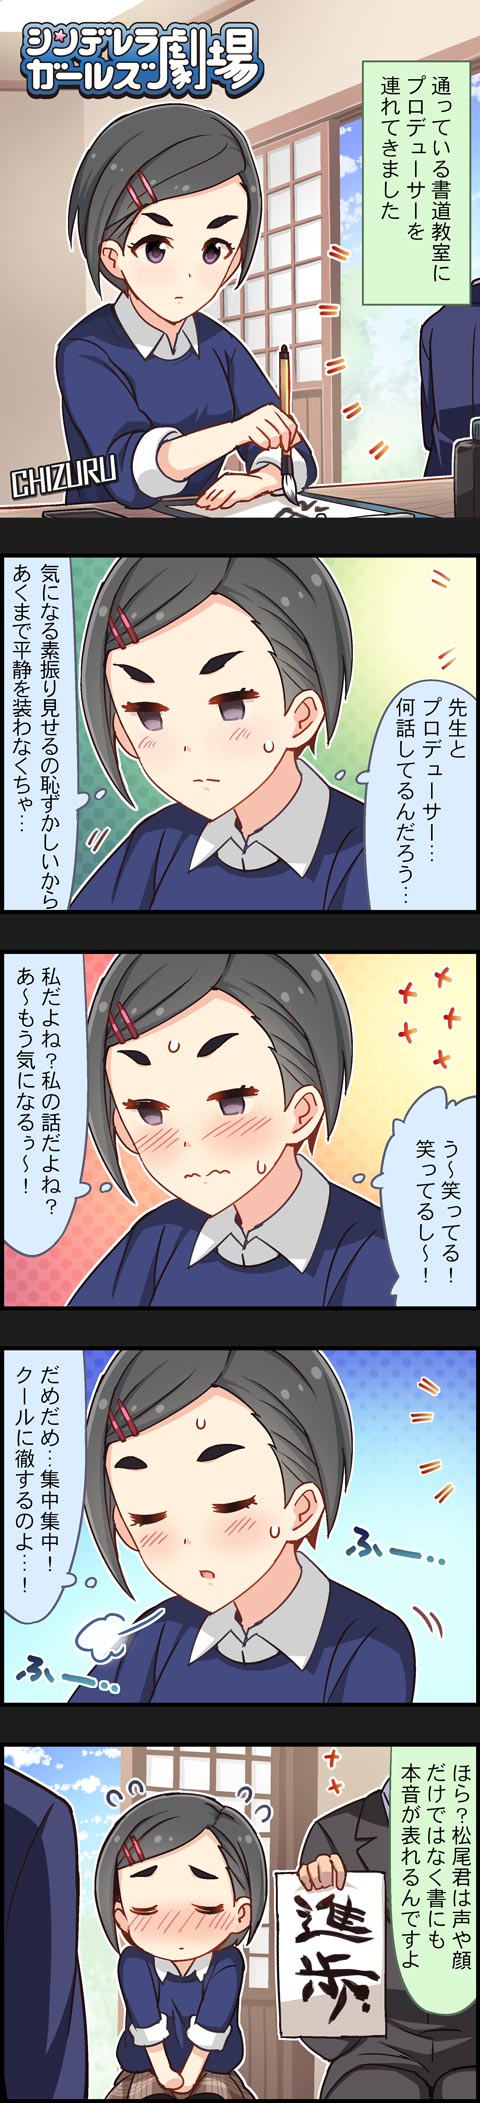 シンデレラ
ガールズ劇場
通っている書道教室に
プロデューサーを
連れてきました
CHIZURU
先生と
プロデューサー…
何話してるんだろう…
気になる素振り見せるの恥ずかしいから
あくまで平静を装わなくちゃ…
う〜笑ってる！
笑ってるし〜！
私だよね？私の話だよね？
あ〜もう気になるぅ〜！
だめだめ…集中集中！
クールに徹するのよ…！
ふー…
ふー…
ほら？松尾君は声や顔
だけではなく書にも
本音が表れるんですよ
進歩